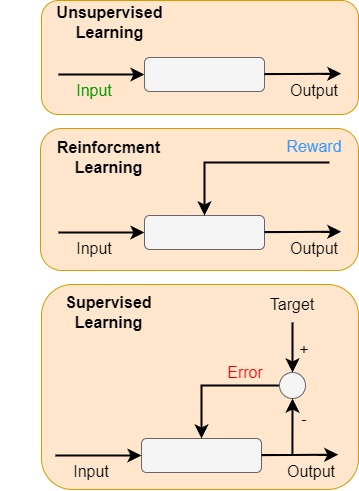 Unsupervised
Learning
Input
Output
Reinforcment
Learning
Reward
Input
Output
Supervised
Learning
Target
+
Error
-
Input
Output